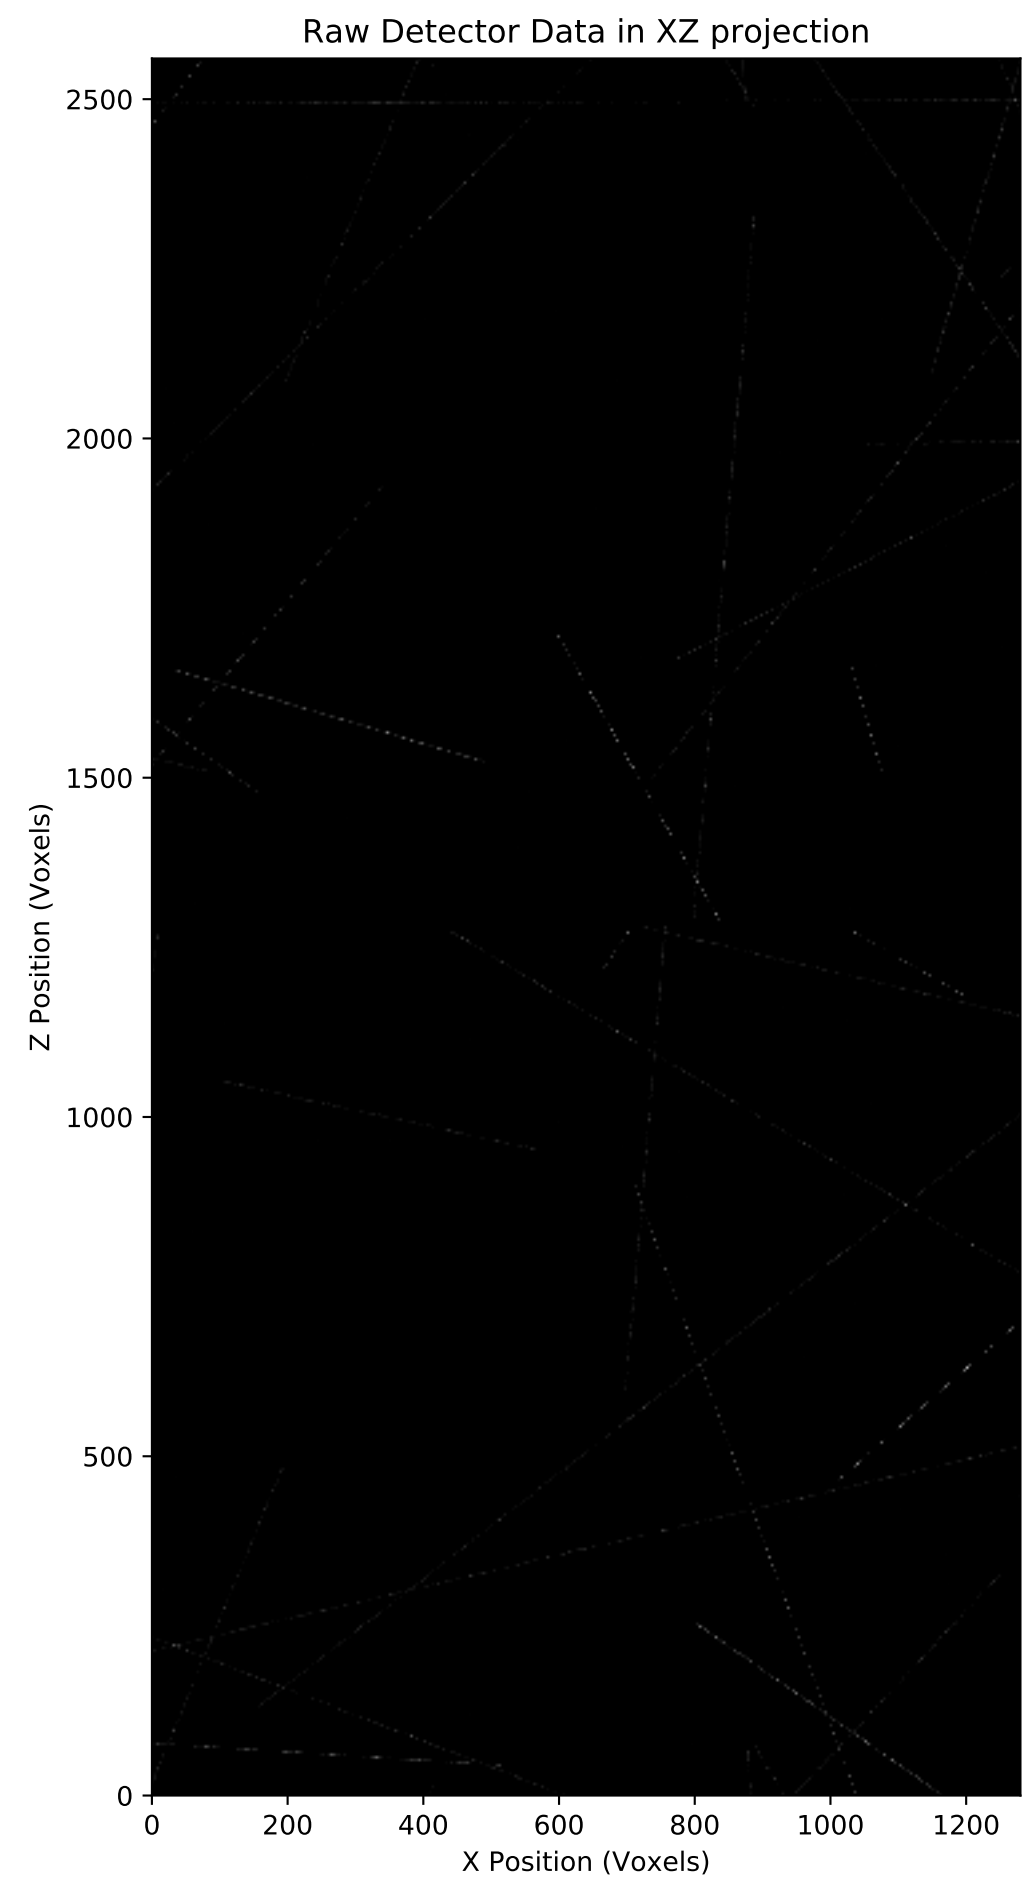 Raw Detector Data in XZ projection
2500
2000
1500
1000
500
0
Z Position (Voxels)
0 200 400 600 800 1000 1200
X Position (Voxels)